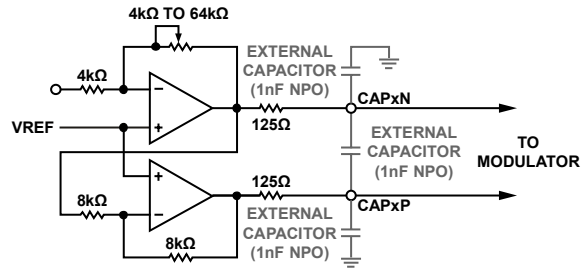 4kΩ TO 64kΩ
4kΩ
–
+
VREF
125Ω
EXTERNAL
CAPACITOR
(1nF NPO)
CAPxN
EXTERNAL
CAPACITOR
(1nF NPO)
TO
MODULATOR
+
–
8kΩ
8kΩ
125Ω
CAPxP
EXTERNAL
CAPACITOR
(1nF NPO)